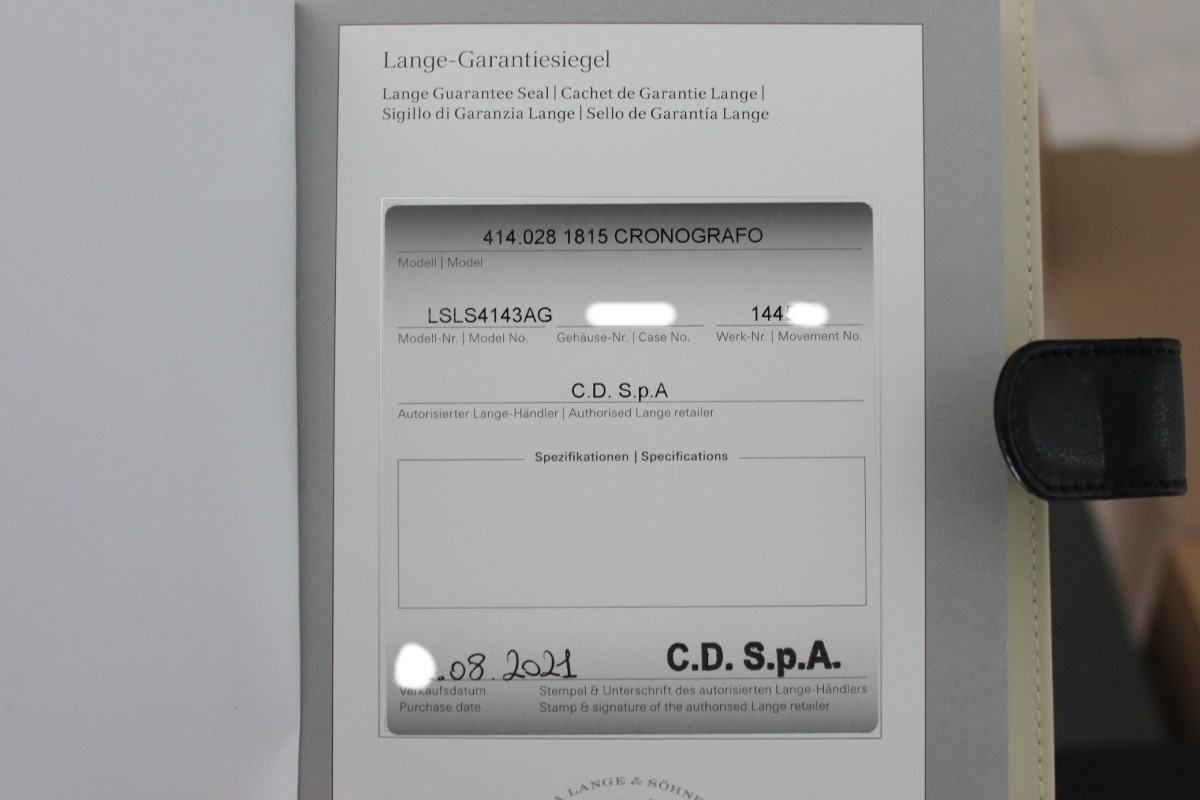 Lange-Garantiesiegel
Lange Guarantee Seal | Cachet de Garantie Lange |
Sigillo di Garanzia Lange | Sello de Garantía Lange
414.028 1815 CRONOGRAFO
Modell | Model
LSLS4143AG 144
Modell-Nr. | Model No. Gehäuse-Nr. | Case No. Werk-Nr. | Movement No.
C.D. S.p.A
Autorisierter Lange-Händler | Authorised Lange retailer
Spezifikationen | Specifications
.08.2021 C.D. S.p.A.
Verkaufsdatum Stempel & Unterschrift des autorisierten Lange-Händlers
Purchase date Stamp & signature of the authorised Lange retailer
A. LANGE & SÖHNE